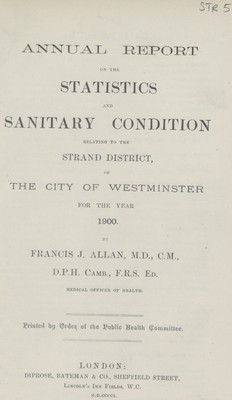 STR 5
ANNUAL REPORT
ON THE
STATISTICS
AND
SANITARY CONDITION
RELATING TO THE
STRAND DISTRICT,
OF
THE CITY OF WESTMINSTER
FOR THE YEAR
1900.
BY
FRANCIS J. ALLAN, M.D., C.M.,
D.P.H. CAMB., F.R.S. ED.
MEDICAL OFFICER OF HEALTH.
Printed by Order of the Public Health Committee.
LONDON:
DIPROSE, BATEMAN & CO., SHEFFIELD STREET,
LINCOLN'S INN FIELDS, W.C.